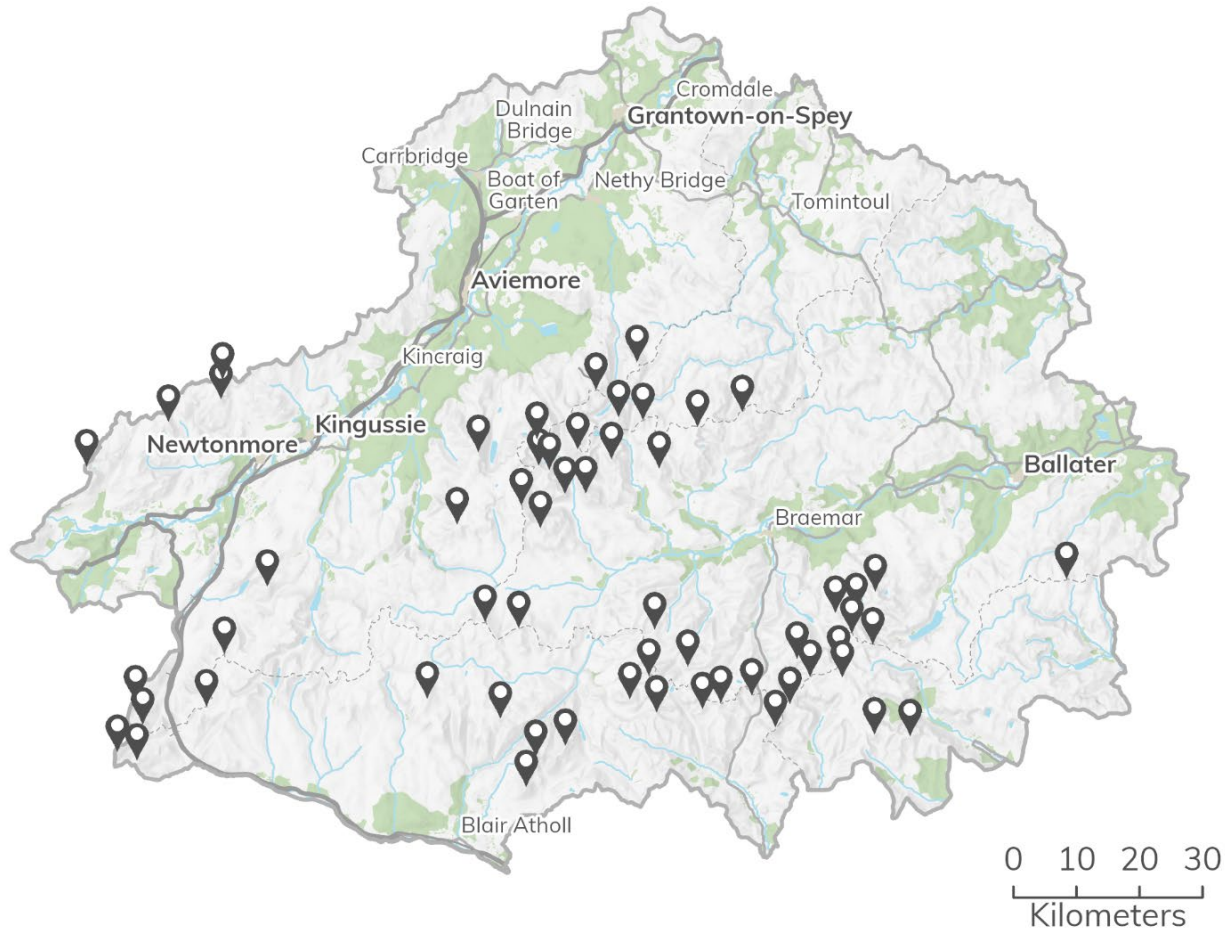 Cromdale
Dulnain
Bridge
Grantown-on-Spey
Carrbridge
Boat of
Garten
Nethy Bridge
Tomintoul
Aviemore
Kincraig
Kingussie
Newtonmore
Ballater
Braemar
Blair Atholl
0 10 20 30
Kilometers